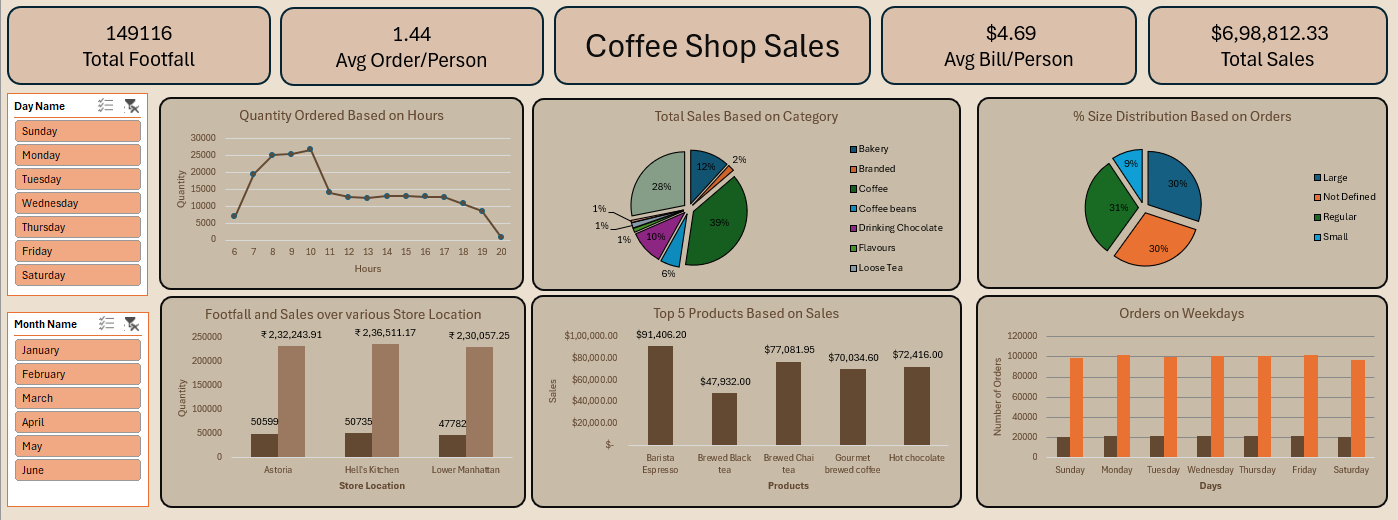 149116
Total Footfall
1.44
Avg Order/Person
Coffee Shop Sales
$4.69
Avg Bill/Person
$6,98,812.33
Total Sales
Day Name
Sunday
Monday
Tuesday
Wednesday
Thursday
Friday
Saturday
Month Name
January
February
March
April
May
June
Quantity Ordered Based on Hours
30000
25000
20000
15000
10000
5000
0
Quantity
6 7 8 9 10 11 12 13 14 15 16 17 18 19 20
Hours
Total Sales Based on Category
12%
2%
39%
6%
10%
1%
1%
1%
28%
Bakery
Branded
Coffee
Coffee beans
Drinking Chocolate
Flavours
Loose Tea
% Size Distribution Based on Orders
9%
30%
31%
30%
Large
Not Defined
Regular
Small
Footfall and Sales over various Store Location
250000
200000
150000
100000
50000
0
Quantity
₹ 2,32,243.91
₹ 2,36,511.17
₹ 2,30,057.25
50599
50735
47782
Astoria
Hell's Kitchen
Lower Manhattan
Store Location
Top 5 Products Based on Sales
$1,00,000.00
$80,000.00
$60,000.00
$40,000.00
$20,000.00
$-
Sales
$91,406.20
$47,932.00
$77,081.95
$70,034.60
$72,416.00
Barista
Espresso
Brewed Black
tea
Brewed Chai
tea
Gourmet
brewed coffee
Hot chocolate
Products
Orders on Weekdays
120000
100000
80000
60000
40000
20000
0
Number of Orders
Sunday Monday Tuesday Wednesday Thursday Friday Saturday
Days